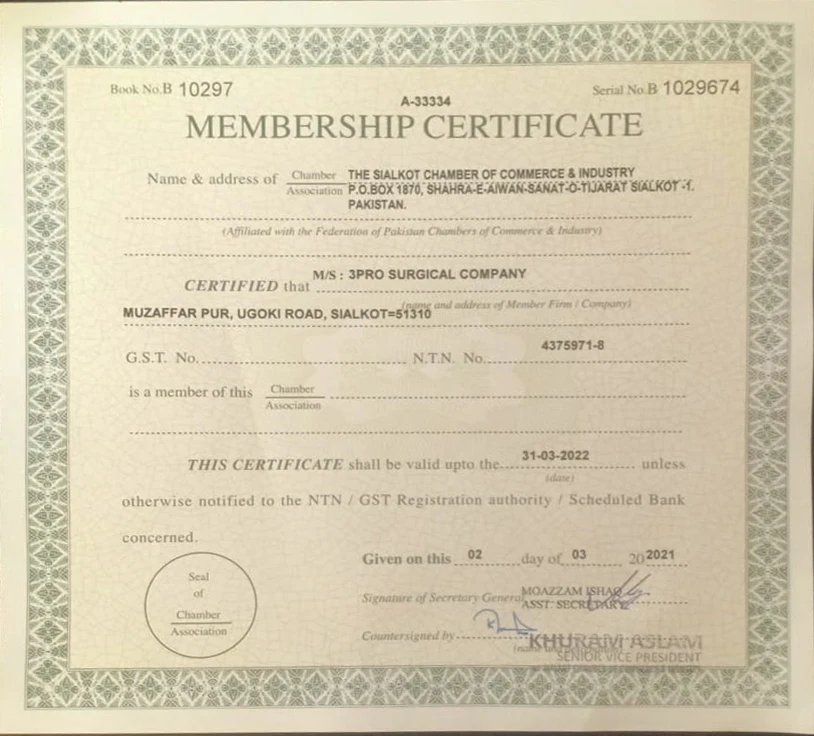 Book No.B 10297 Serial No.B 1029674
A-33334
MEMBERSHIP CERTIFICATE
Name & address of Chamber THE SIALKOT CHAMBER OF COMMERCE & INDUSTRY
Association P.O.BOX 1870, SHAHRA-E-AIWAN-SANAT-O-TIJARAT SIALKOT -1.
PAKISTAN.
(Affiliated with the Federation of Pakistan Chambers of Commerce & Industry)
M/S : 3PRO SURGICAL COMPANY
CERTIFIED that
(name and address of Member Firm / Company)
MUZAFFAR PUR, UGOKI ROAD, SIALKOT=51310
4375971-8
G.S.T. No. N.T.N. No.
is a member of this Chamber
Association
31-03-2022
THIS CERTIFICATE shall be valid upto the unless
(date)
otherwise notified to the NTN / GST Registration authority / Scheduled Bank
concerned.
Given on this 02 day of 03 202021
Seal
of
Chamber
Association
Signature of Secretary General MOAZZAM ISHAQ
ASST. SECRETARY
Countersigned by KHURAM ASLAM
SENIOR VICE PRESIDENT